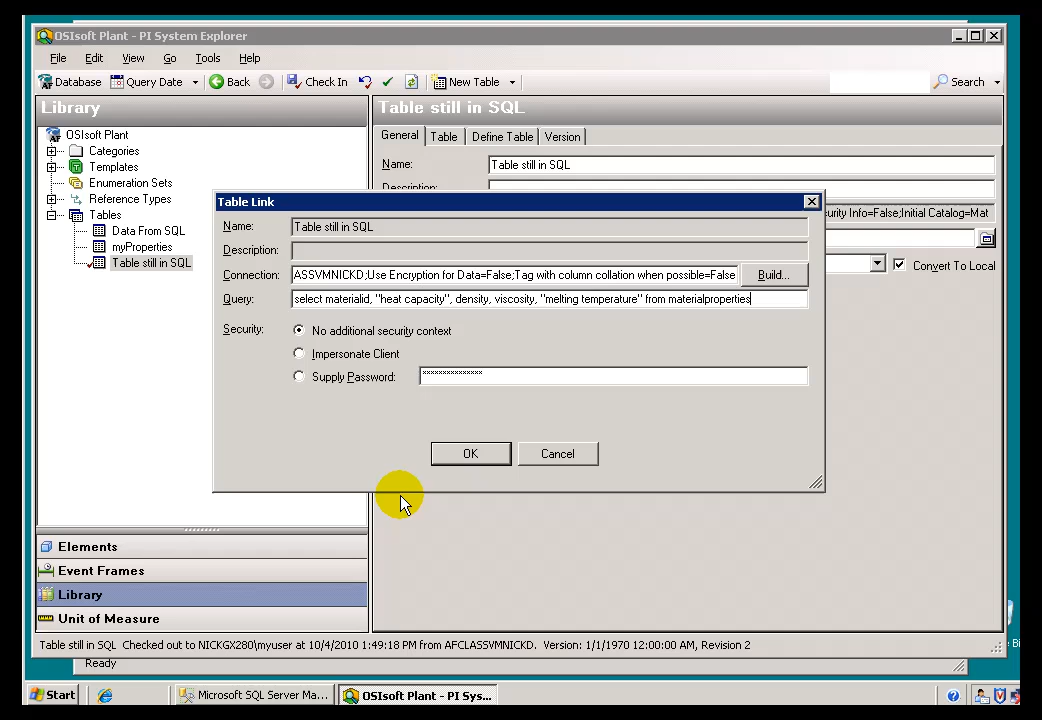 OSIsoft Plant - PI System Explorer
File Edit View Go Tools Help
Database Query Date Back Check In New Table Search
Library
Table still in SQL
OSIsoft Plant
Categories
Templates
Enumeration Sets
Reference Types
Tables
Data From SQL
myProperties
Table still in SQL
General Table Define Table Version
Name: Table still in SQL
Description:
curity Info=False;Initial Catalog=Mat
Convert To Local
Table Link
Name: Table still in SQL
Description:
Connection: ASSVMNICKD;Use Encryption for Data=False;Tag with column collation when possible=False Build...
Query: select materialid, "heat capacity", density, viscosity, "melting temperature" from materialproperties
Security: No additional security context
Impersonate Client
Supply Password: ***************
OK Cancel
Elements
Event Frames
Library
Unit of Measure
Table still in SQL Checked out to NICKGX280\myuser at 10/4/2010 1:49:18 PM from AFCLASSVMNICKD. Version: 1/1/1970 12:00:00 AM, Revision 2
Ready
Start Microsoft SQL Server Ma... OSIsoft Plant - PI Sys...